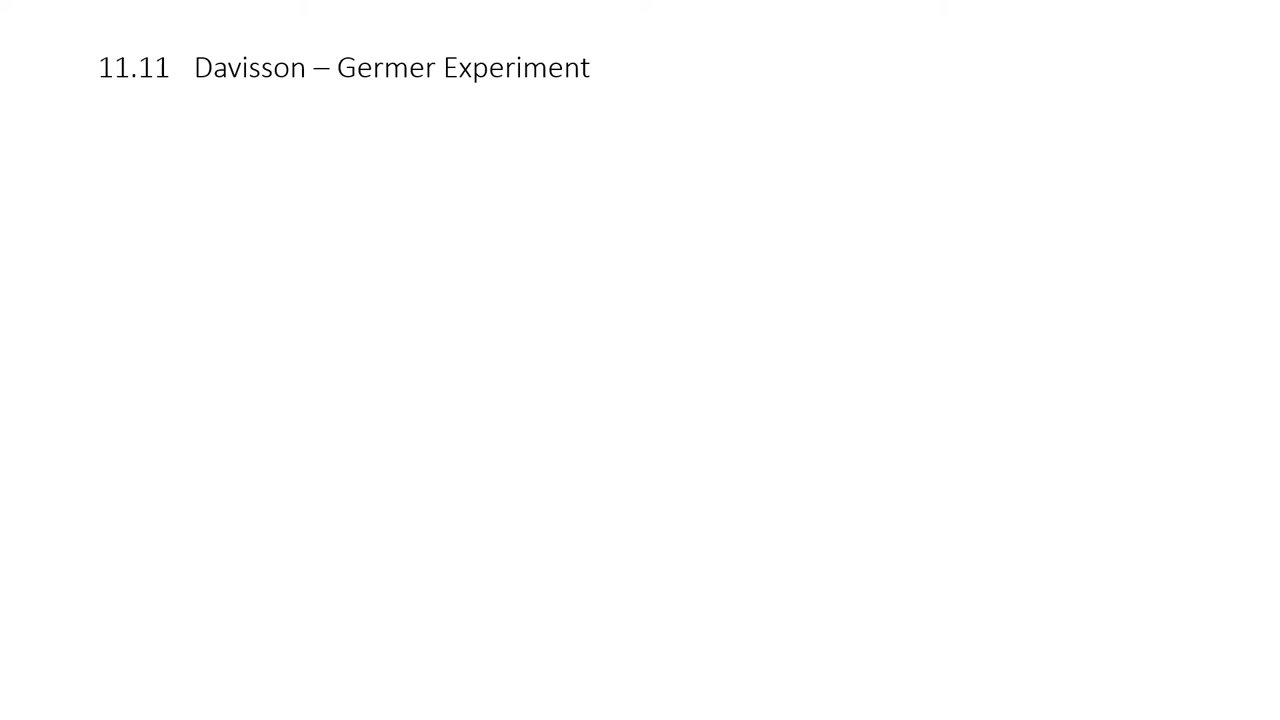 11.11 Davisson – Germer Experiment